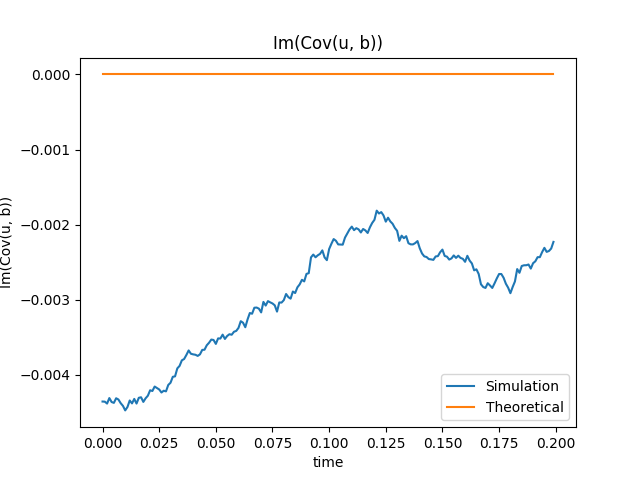 Im(Cov(u, b))
0.000
−0.001
−0.002
−0.003
−0.004
Im(Cov(u, b))
0.000 0.025 0.050 0.075 0.100 0.125 0.150 0.175 0.200
time
Simulation
Theoretical